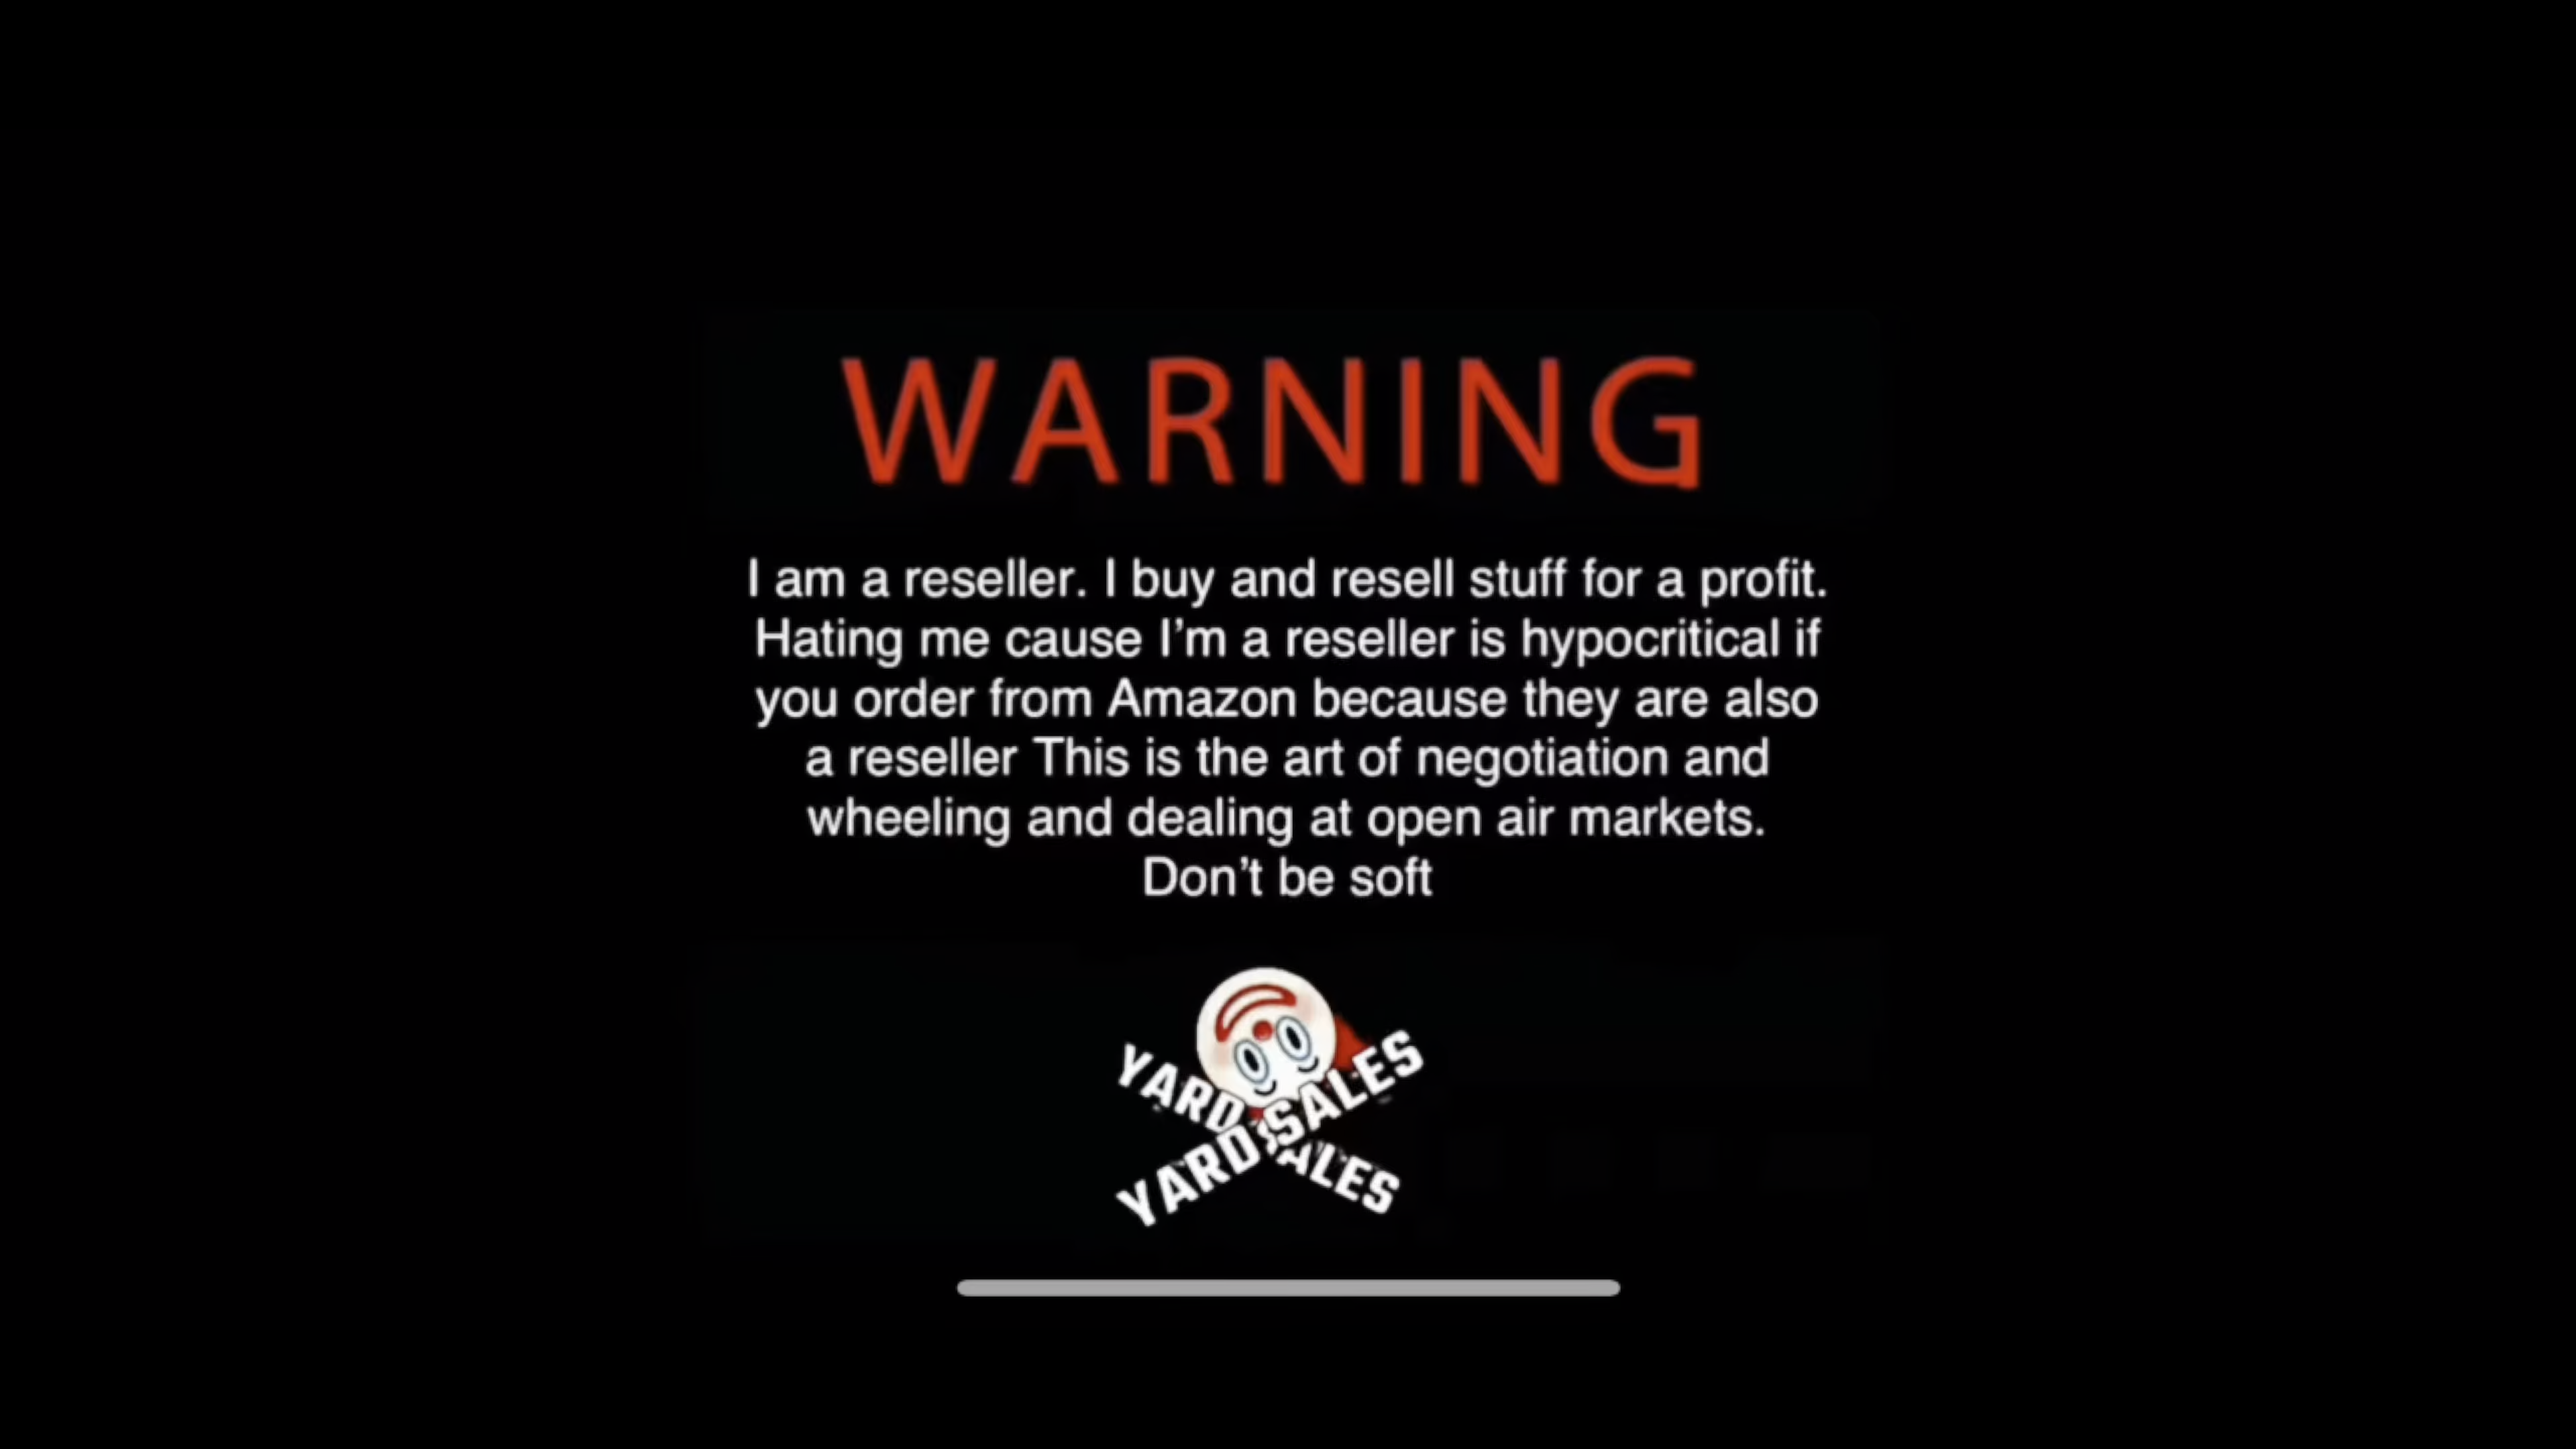 WARNING
I am a reseller. I buy and resell stuff for a profit.
Hating me cause I'm a reseller is hypocritical if
you order from Amazon because they are also
a reseller This is the art of negotiation and
wheeling and dealing at open air markets.
Don't be soft
YARD SALES
YARD SALES